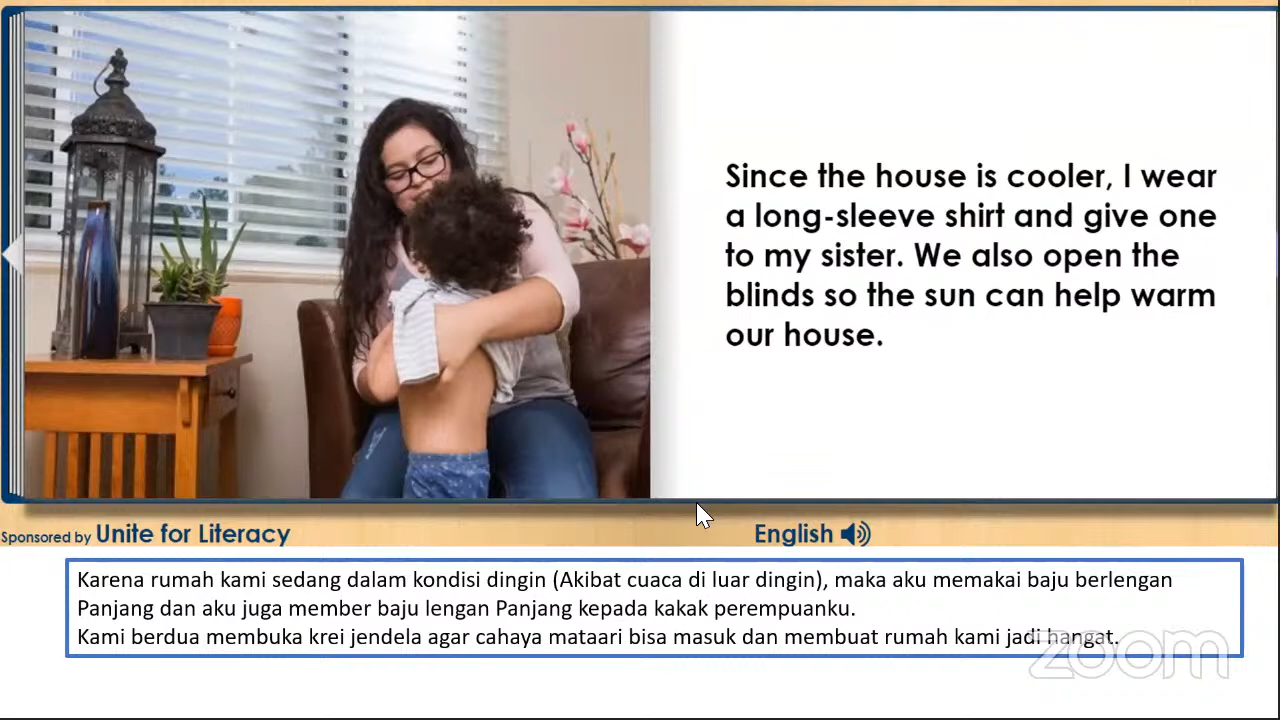 Since the house is cooler, I wear
a long-sleeve shirt and give one
to my sister. We also open the
blinds so the sun can help warm
our house.
Sponsored by Unite for Literacy
English
Karena rumah kami sedang dalam kondisi dingin (Akibat cuaca di luar dingin), maka aku memakai baju berlengan
Panjang dan aku juga member baju lengan Panjang kepada kakak perempuanku.
Kami berdua membuka krei jendela agar cahaya mataari bisa masuk dan membuat rumah kami jadi hangat.
zoom